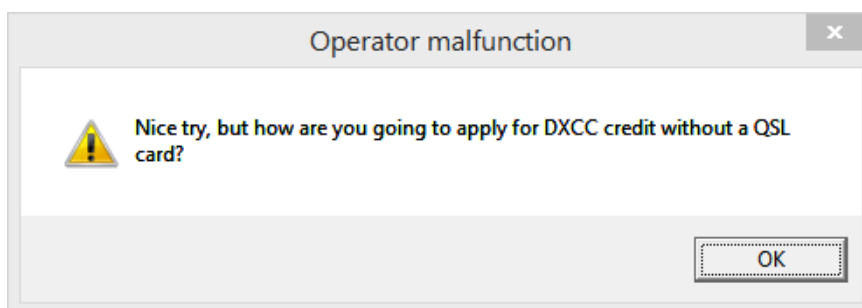 Operator malfunction
Nice try, but how are you going to apply for DXCC credit without a QSL
card?
OK